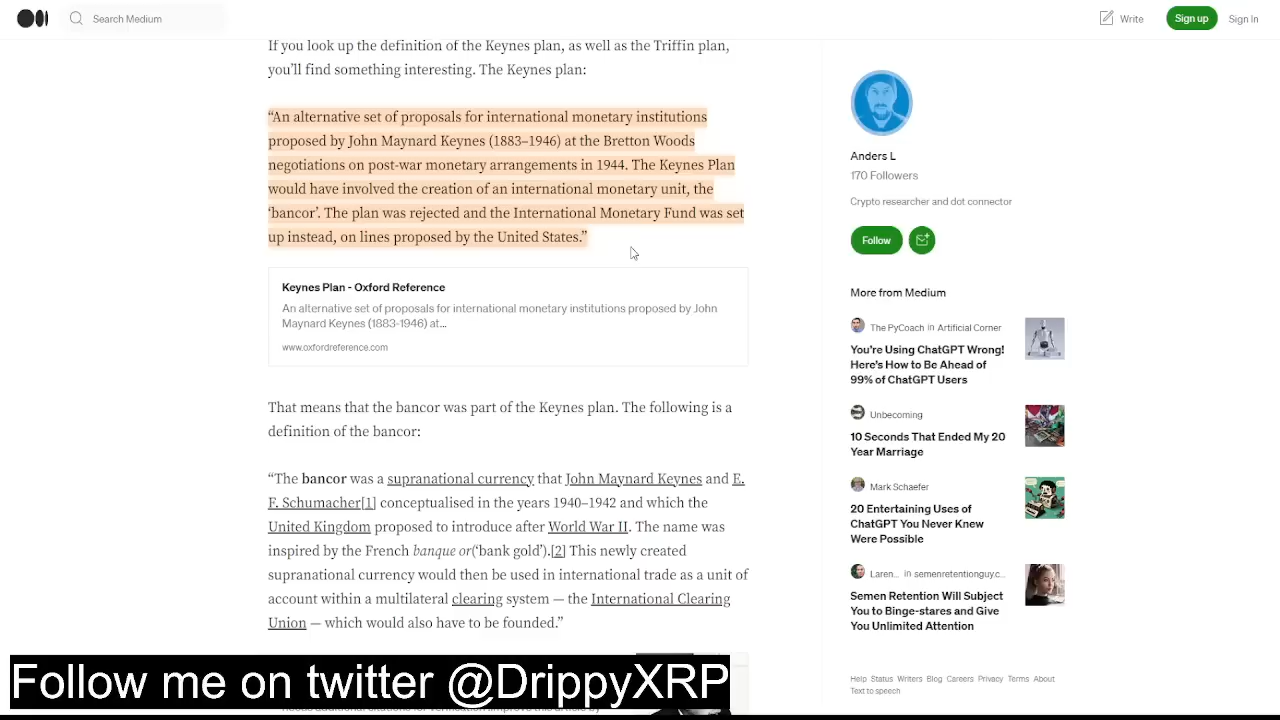 Search Medium
Write
Sign up
Sign In
If you look up the definition of the Keynes plan, as well as the Triffin plan,
you'll find something interesting. The Keynes plan:
“An alternative set of proposals for international monetary institutions
proposed by John Maynard Keynes (1883–1946) at the Bretton Woods
negotiations on post-war monetary arrangements in 1944. The Keynes Plan
would have involved the creation of an international monetary unit, the
‘bancor’. The plan was rejected and the International Monetary Fund was set
up instead, on lines proposed by the United States.”
Keynes Plan - Oxford Reference
An alternative set of proposals for international monetary institutions proposed by John
Maynard Keynes (1883-1946) at...
www.oxfordreference.com
That means that the bancor was part of the Keynes plan. The following is a
definition of the bancor:
“The bancor was a supranational currency that John Maynard Keynes and E.
F. Schumacher[1] conceptualised in the years 1940–1942 and which the
United Kingdom proposed to introduce after World War II. The name was
inspired by the French banque or(‘bank gold’).[2] This newly created
supranational currency would then be used in international trade as a unit of
account within a multilateral clearing system — the International Clearing
Union — which would also have to be founded.”
Anders L
170 Followers
Crypto researcher and dot connector
Follow
More from Medium
The PyCoach in Artificial Corner
You're Using ChatGPT Wrong!
Here's How to Be Ahead of
99% of ChatGPT Users
Unbecoming
10 Seconds That Ended My 20
Year Marriage
Mark Schaefer
20 Entertaining Uses of
ChatGPT You Never Knew
Were Possible
Laren... in semenretentionguy.c...
Semen Retention Will Subject
You to Binge-stares and Give
You Unlimited Attention
Help Status Writers Blog Careers Privacy Terms About
Text to speech
Follow me on twitter @DrippyXRP